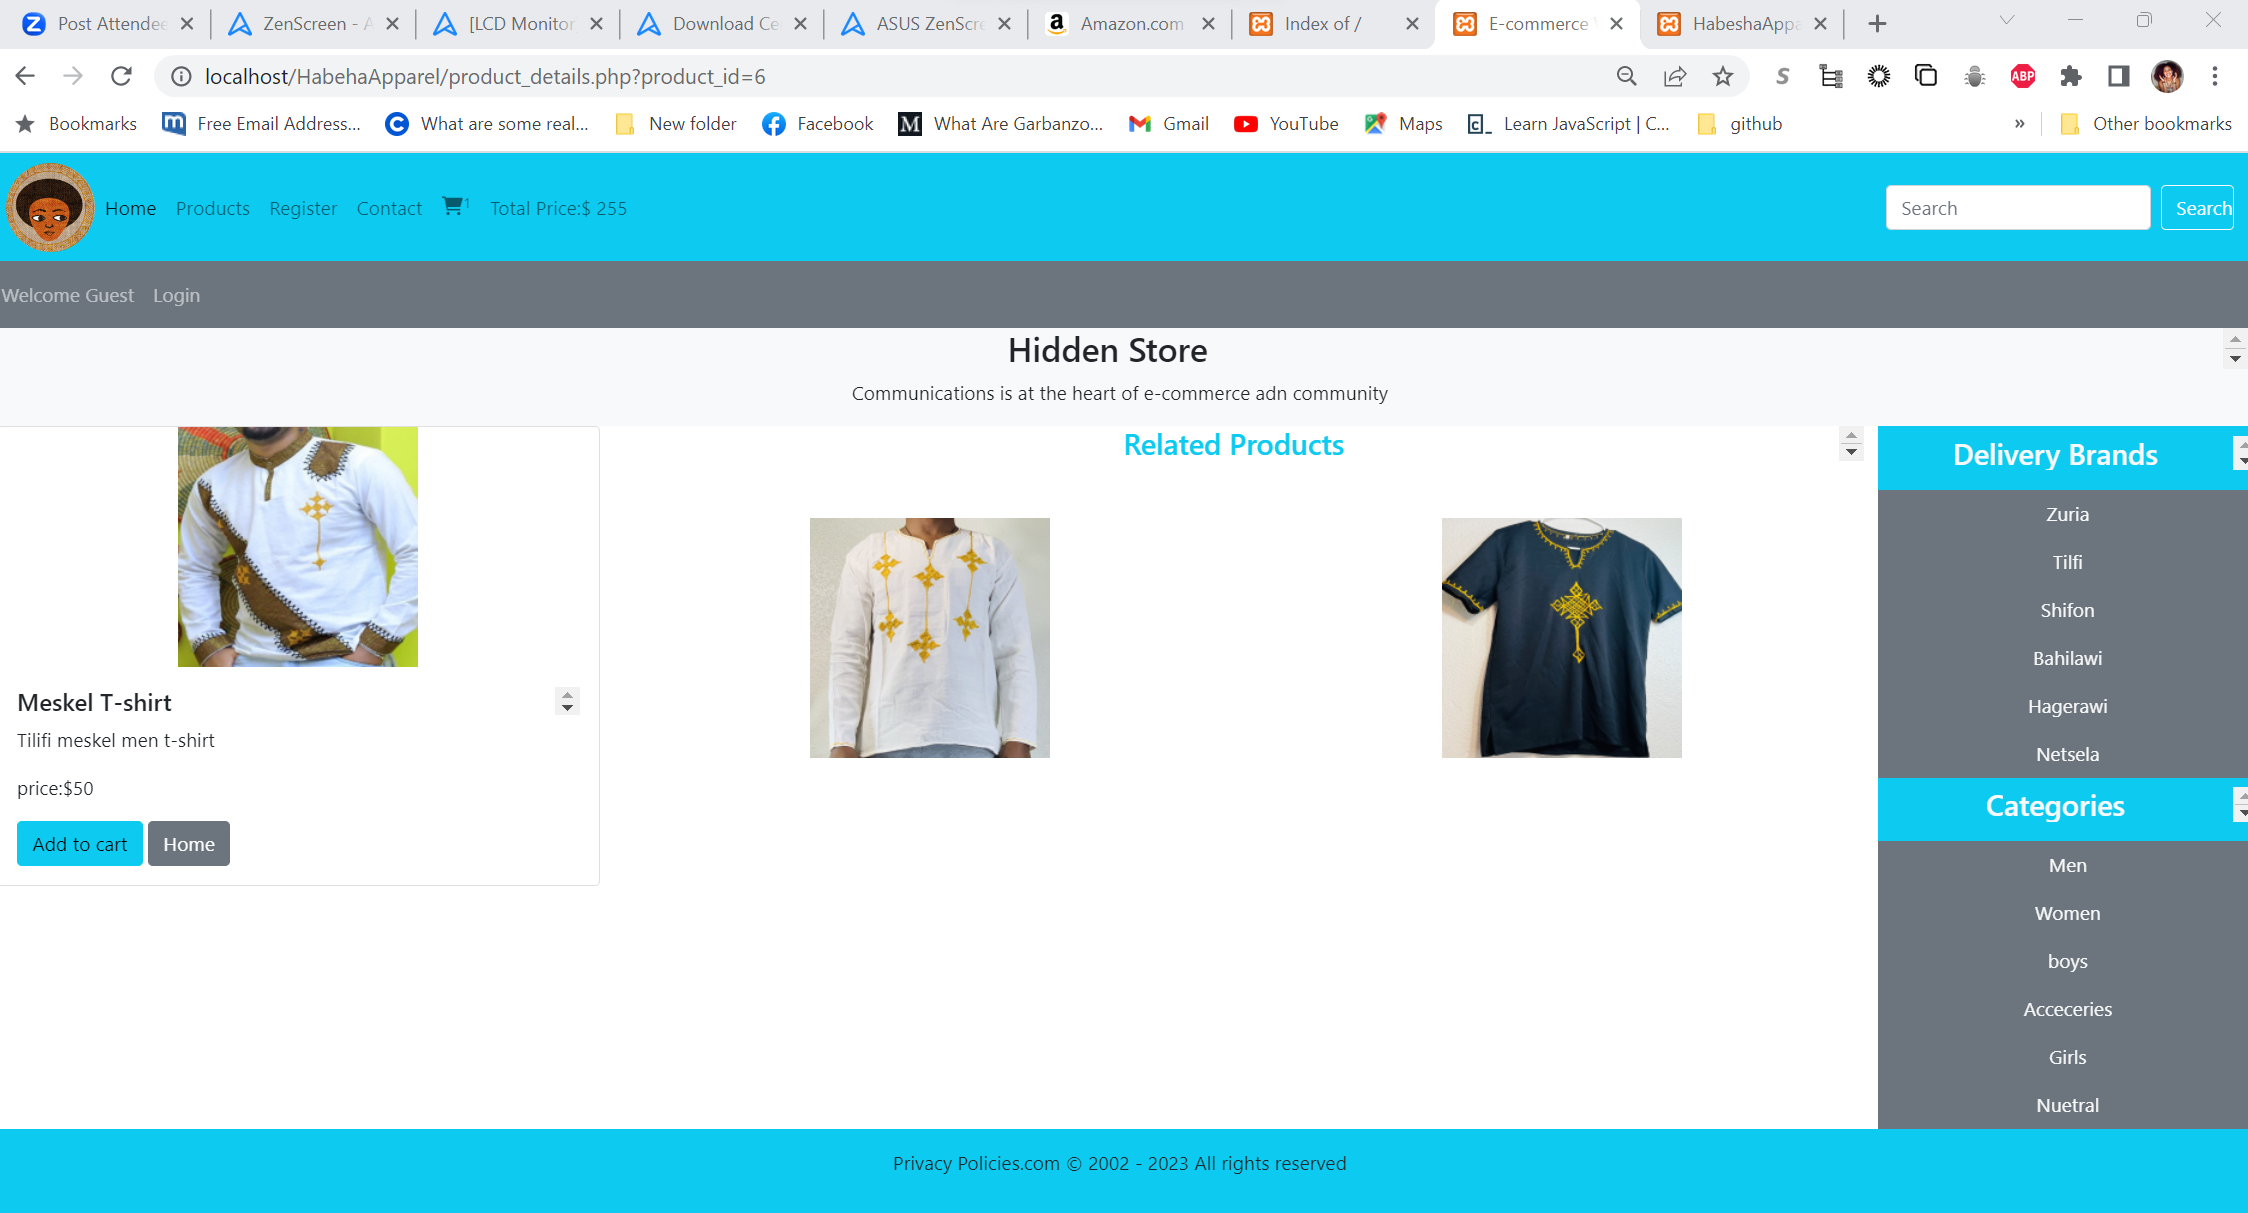 Post Attendee
ZenScreen - A
[LCD Monitor
Download Ce
ASUS ZenScre
Amazon.com
Index of /
E-commerce
HabeshaAppa
localhost/HabehaApparel/product_details.php?product_id=6
S
ABP
Bookmarks
Free Email Address...
What are some real...
New folder
Facebook
What Are Garbanzo...
Gmail
YouTube
Maps
Learn JavaScript | C...
github
»
Other bookmarks
Home
Products
Register
Contact
1
Total Price:$ 255
Search
Search
Welcome Guest
Login
Hidden Store
Communications is at the heart of e-commerce adn community
Meskel T-shirt
Tilifi meskel men t-shirt
price:$50
Add to cart
Home
Related Products
Delivery Brands
Zuria
Tilfi
Shifon
Bahilawi
Hagerawi
Netsela
Categories
Men
Women
boys
Acceceries
Girls
Nuetral
Privacy Policies.com © 2002 - 2023 All rights reserved